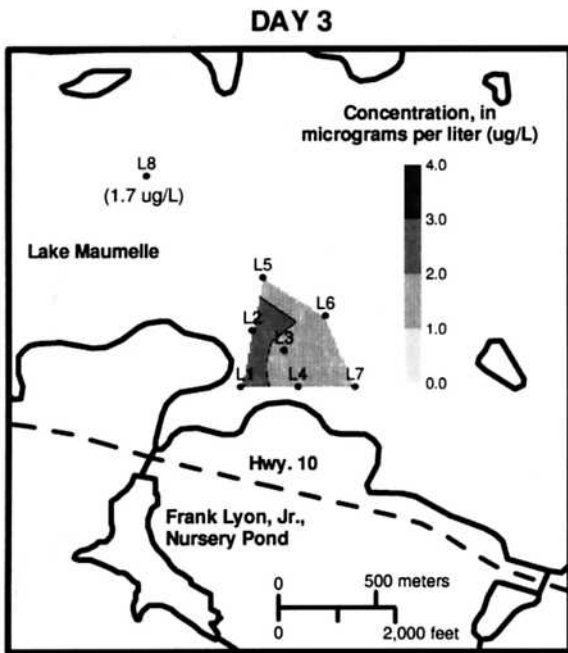 DAY 3
Concentration, in
micrograms per liter (ug/L)
4.0
3.0
2.0
1.0
0.0
L8
(1.7 ug/L)
Lake Maumelle
L5
L6
L2
L3
L1
L4
L7
Hwy. 10
Frank Lyon, Jr.,
Nursery Pond
0
500 meters
0
2,000 feet